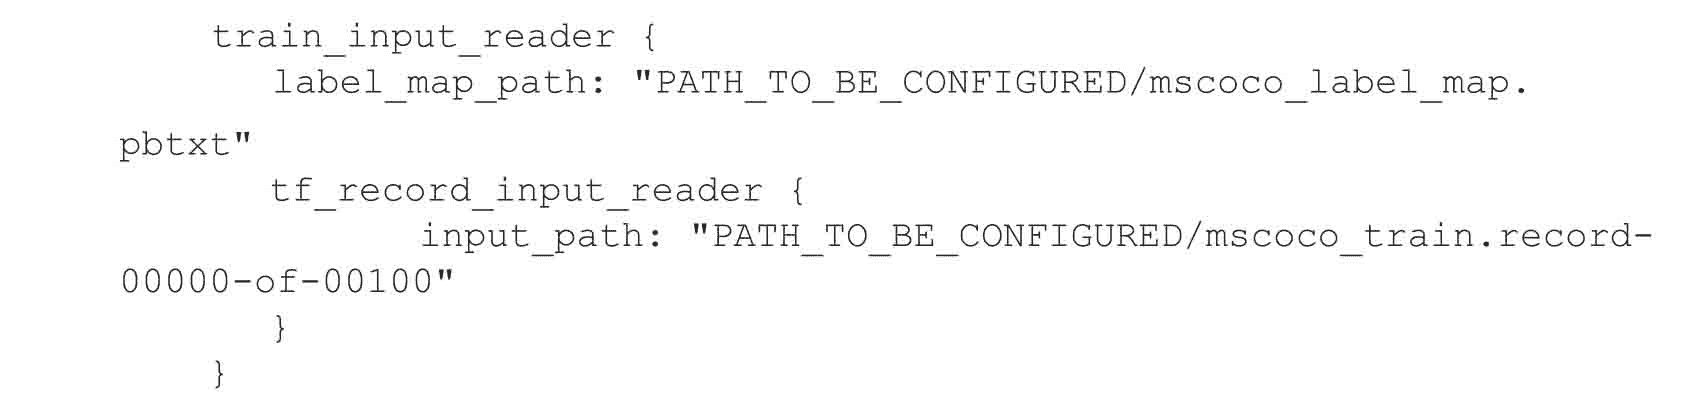 train_input_reader {
label_map_path: "PATH_TO_BE_CONFIGURED/mscoco_label_map.
pbtxt"
tf_record_input_reader {
input_path: "PATH_TO_BE_CONFIGURED/mscoco_train.record-
00000-of-00100"
}
}